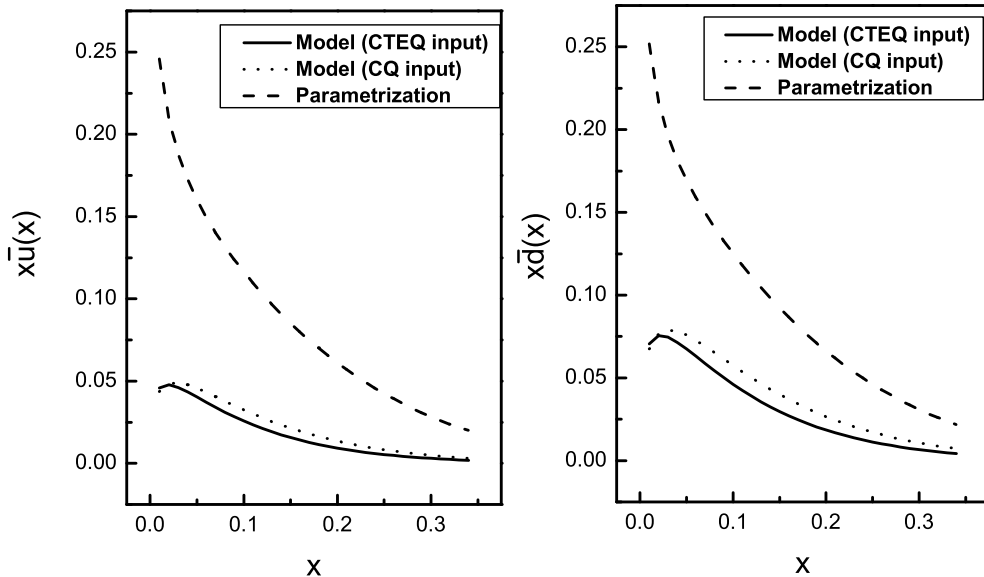 Model (CTEQ input)
Model (CQ input)
Parametrization
0.25
0.20
0.15
0.10
0.05
0.00
xū(x)
0.0 0.1 0.2 0.3
x
Model (CTEQ input)
Model (CQ input)
Parametrization
0.25
0.20
0.15
0.10
0.05
0.00
xd̄(x)
0.0 0.1 0.2 0.3
x